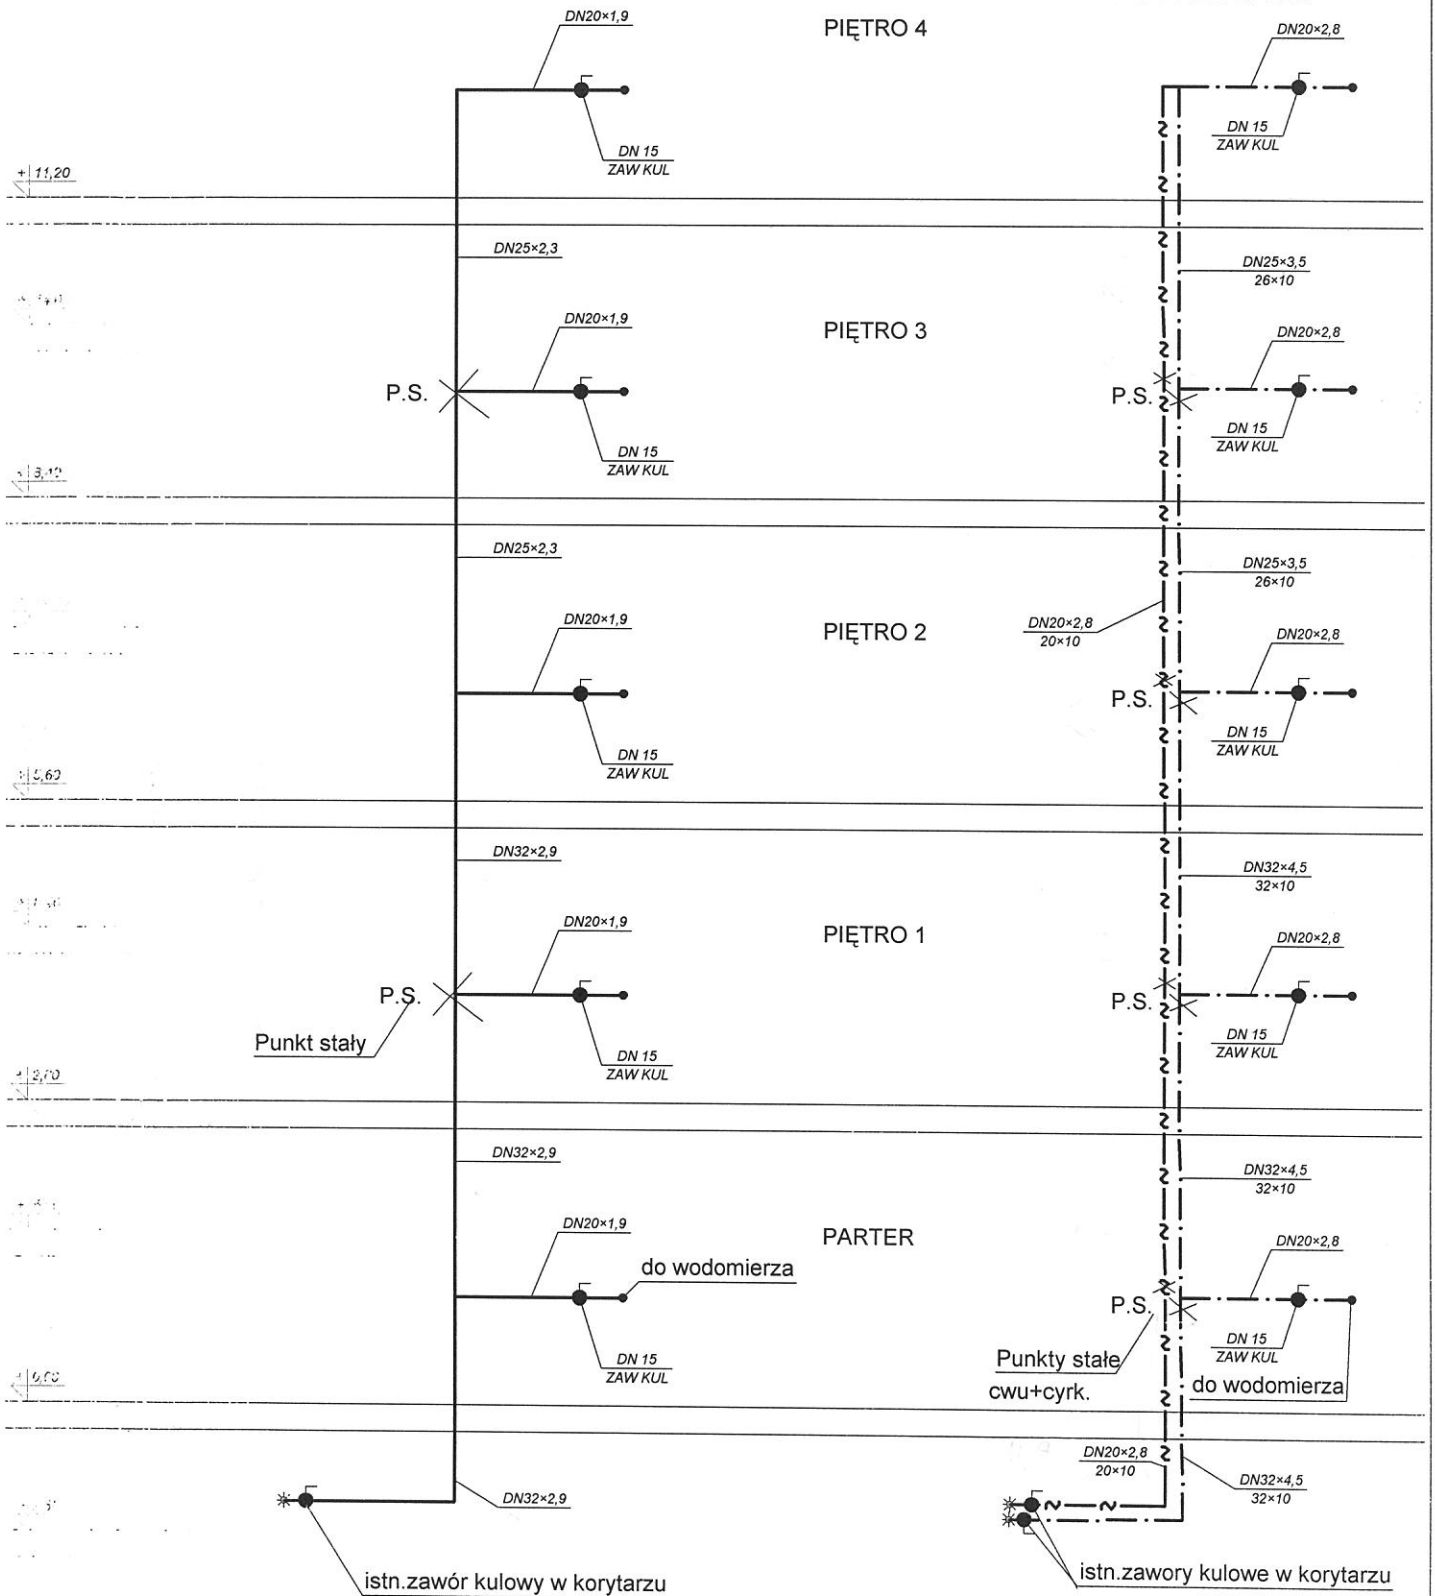 DN20×1,9
PIĘTRO 4
DN20×2,8
DN 15
ZAW KUL
DN 15
ZAW KUL
+ 11,20
DN25×2,3
DN25×3,5
26×10
DN20×1,9
PIĘTRO 3
DN20×2,8
P.S.
P.S.
DN 15
ZAW KUL
DN 15
ZAW KUL
DN25×2,3
DN25×3,5
26×10
DN20×1,9
PIĘTRO 2
DN20×2,8
20×10
DN20×2,8
P.S.
DN 15
ZAW KUL
DN 15
ZAW KUL
DN32×2,9
DN32×4,5
32×10
DN20×1,9
PIĘTRO 1
DN20×2,8
P.S.
P.S.
Punkt stały
DN 15
ZAW KUL
DN 15
ZAW KUL
DN32×2,9
DN32×4,5
32×10
DN20×1,9
PARTER
DN20×2,8
do wodomierza
P.S.
DN 15
ZAW KUL
DN 15
ZAW KUL
Punkty stałe
cwu+cyrk.
do wodomierza
DN20×2,8
20×10
DN32×2,9
DN32×4,5
32×10
istn.zawór kulowy w korytarzu
istn.zawory kulowe w korytarzu